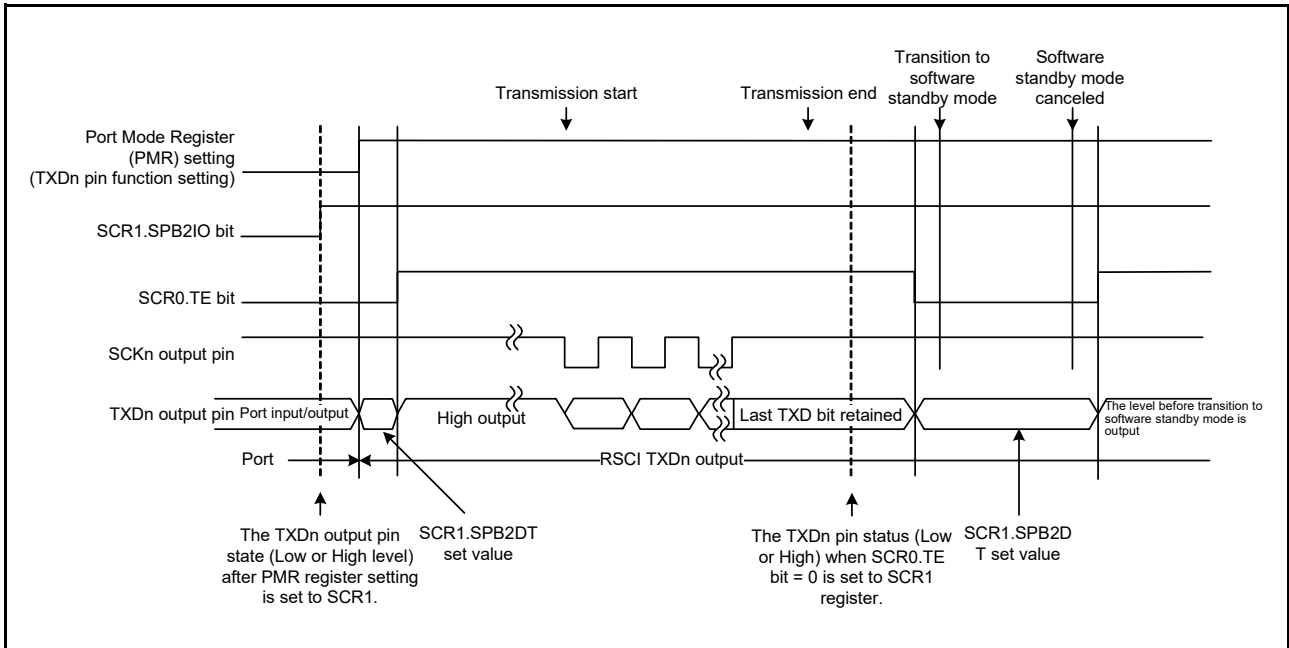 Transition to
software
standby mode
Software
standby mode
canceled
Transmission start
Transmission end
Port Mode Register
(PMR) setting
(TXDn pin function setting)
SCR1.SPB2IO bit
SCR0.TE bit
SCKn output pin
TXDn output pin
Port input/output
High output
Last TXD bit retained
The level before transition to
software standby mode is
output
Port
RSCI TXDn output
The TXDn output pin
state (Low or High level)
after PMR register setting
is set to SCR1.
SCR1.SPB2DT
set value
The TXDn pin status (Low
or High) when SCR0.TE
bit = 0 is set to SCR1
register.
SCR1.SPB2D
T set value